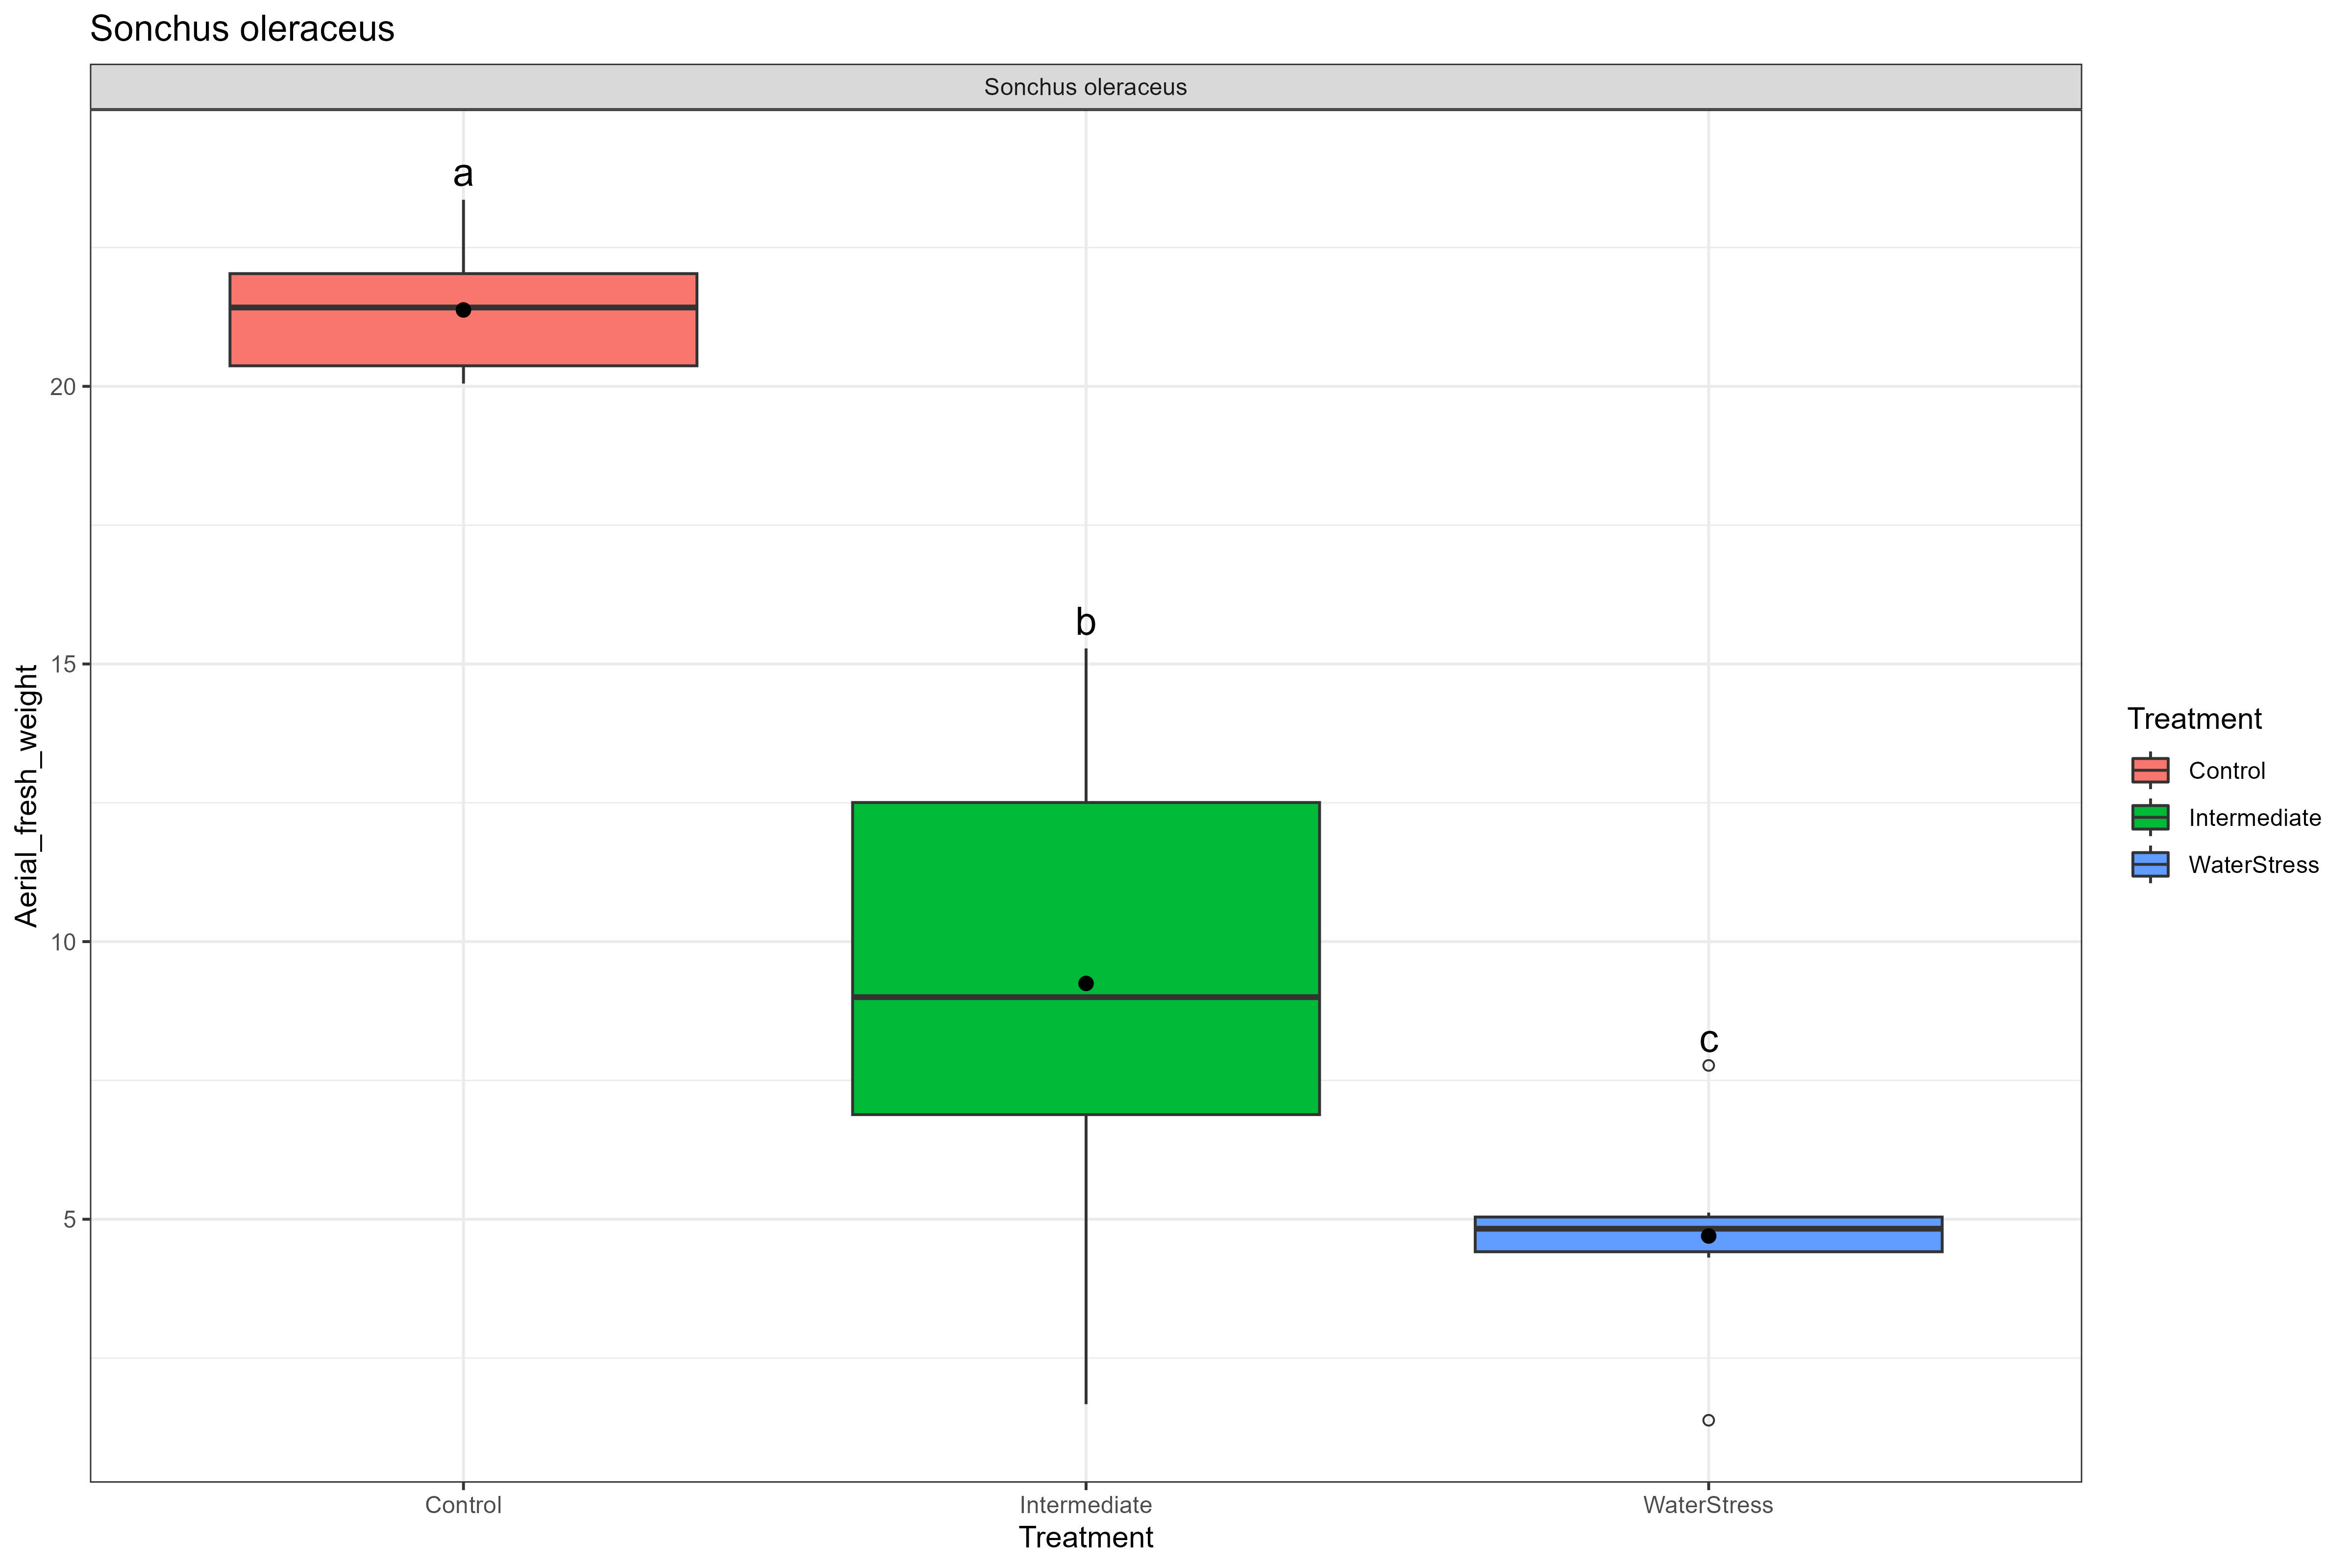 Sonchus oleraceus
Sonchus oleraceus
a
b
c
20
15
10
5
Aerial_fresh_weight
Control
Intermediate
WaterStress
Treatment
Treatment
Control
Intermediate
WaterStress